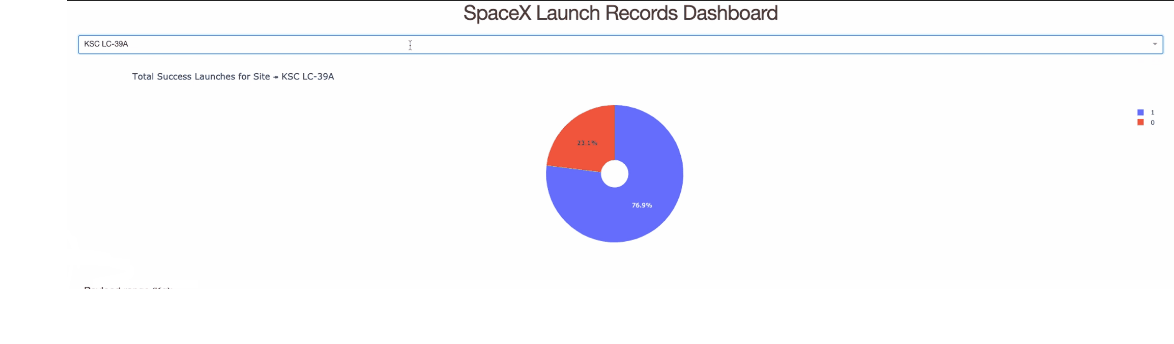 SpaceX Launch Records Dashboard
KSC LC-39A
Total Success Launches for Site → KSC LC-39A
1
0
23.1%
76.9%